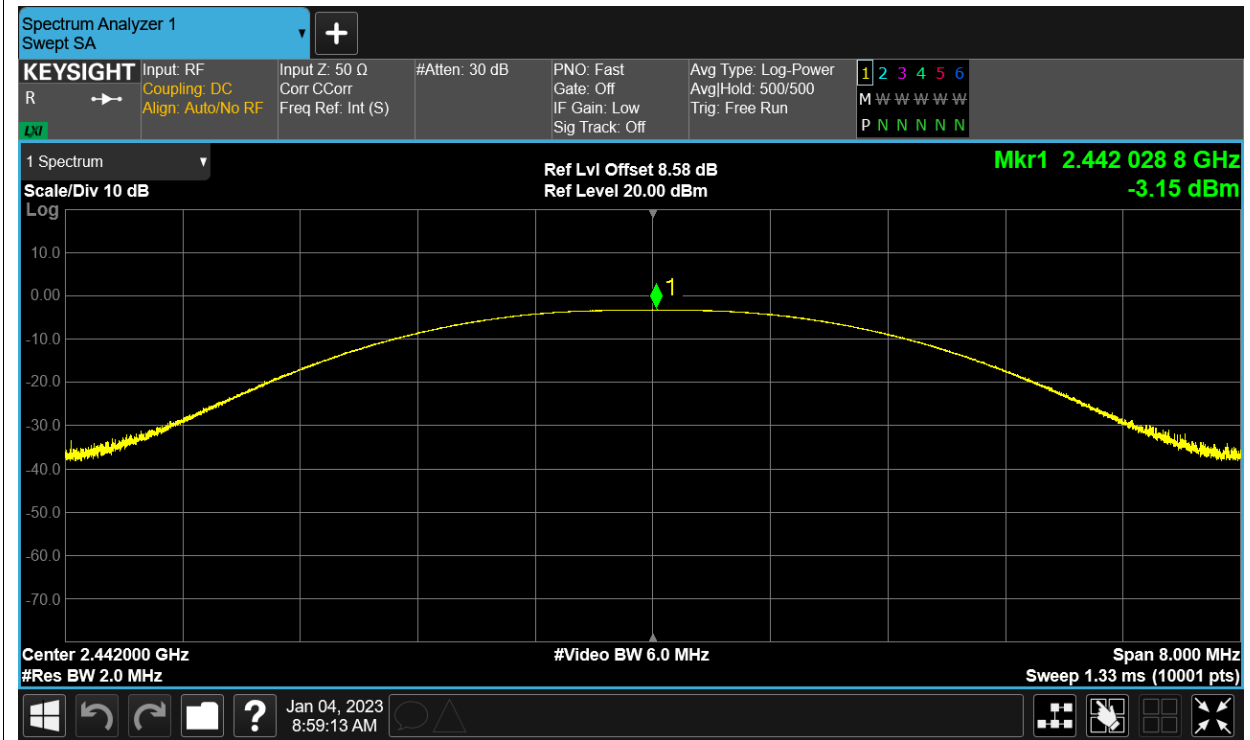 Spectrum Analyzer 1
Swept SA
+
KEYSIGHT
R
LXI
Input: RF
Coupling: DC
Align: Auto/No RF
Input Z: 50 Ω
Corr CCorr
Freq Ref: Int (S)
#Atten: 30 dB
PNO: Fast
Gate: Off
IF Gain: Low
Sig Track: Off
Avg Type: Log-Power
Avg|Hold: 500/500
Trig: Free Run
1 2 3 4 5 6
M W W W W W
P N N N N N
1 Spectrum
Scale/Div 10 dB
Log
Ref Lvl Offset 8.58 dB
Ref Level 20.00 dBm
Mkr1 2.442 028 8 GHz
-3.15 dBm
10.0
0.00
-10.0
-20.0
-30.0
-40.0
-50.0
-60.0
-70.0
1
Center 2.442000 GHz
#Res BW 2.0 MHz
#Video BW 6.0 MHz
Span 8.000 MHz
Sweep 1.33 ms (10001 pts)
?
Jan 04, 2023
8:59:13 AM